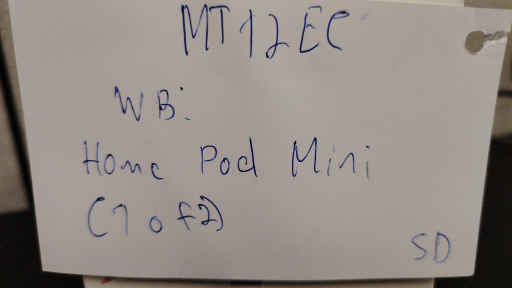 MT12EC
WB:
Home Pod Mini
(1 of 2)
SD